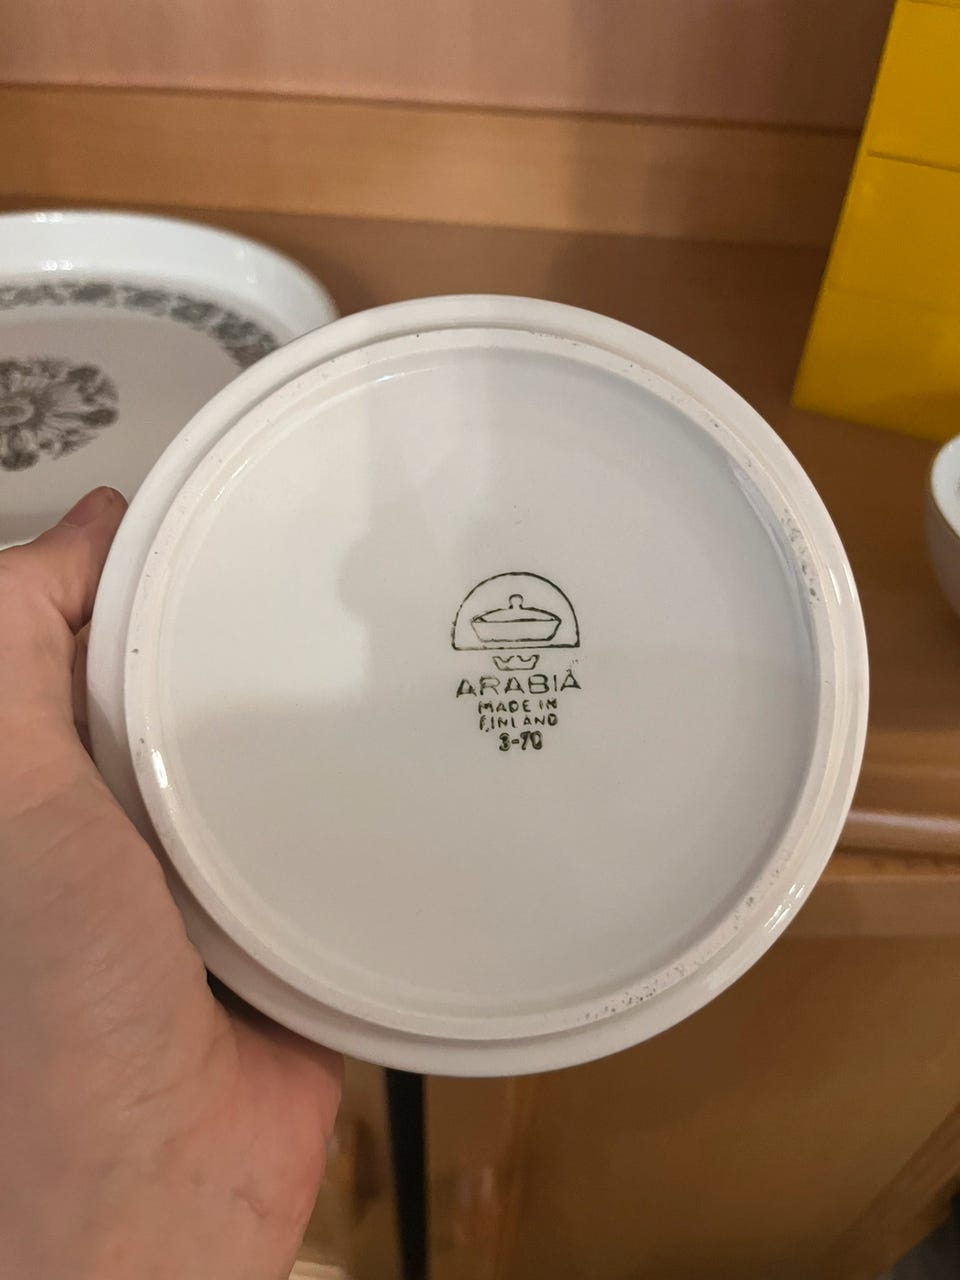 ARABIA
MADE IN
FINLAND
3-70